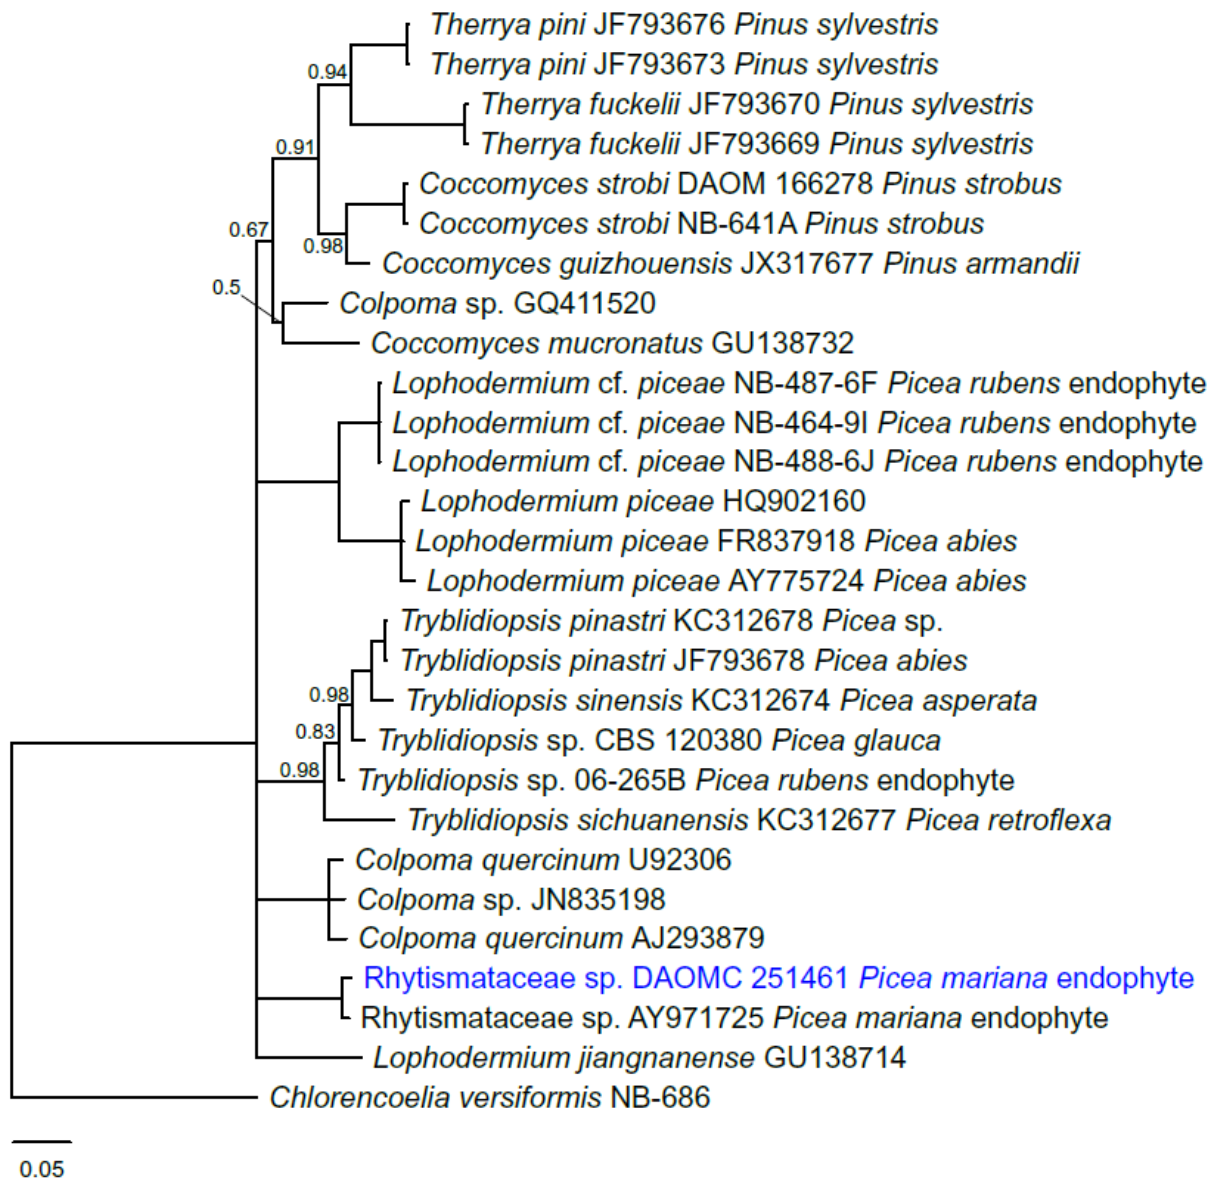 Therrya pini JF793676 Pinus sylvestris
Therrya pini JF793673 Pinus sylvestris
0.94
Therrya fuckelii JF793670 Pinus sylvestris
Therrya fuckelii JF793669 Pinus sylvestris
0.91
Coccomyces strobi DAOM 166278 Pinus strobus
Coccomyces strobi NB-641A Pinus strobus
0.67
0.98
Coccomyces guizhouensis JX317677 Pinus armandii
0.5
Colpoma sp. GQ411520
Coccomyces mucronatus GU138732
Lophodermium cf. piceae NB-487-6F Picea rubens endophyte
Lophodermium cf. piceae NB-464-9I Picea rubens endophyte
Lophodermium cf. piceae NB-488-6J Picea rubens endophyte
Lophodermium piceae HQ902160
Lophodermium piceae FR837918 Picea abies
Lophodermium piceae AY775724 Picea abies
Tryblidiopsis pinastri KC312678 Picea sp.
Tryblidiopsis pinastri JF793678 Picea abies
0.98
Tryblidiopsis sinensis KC312674 Picea asperata
0.83
Tryblidiopsis sp. CBS 120380 Picea glauca
0.98
Tryblidiopsis sp. 06-265B Picea rubens endophyte
Tryblidiopsis sichuanensis KC312677 Picea retroflexa
Colpoma quercinum U92306
Colpoma sp. JN835198
Colpoma quercinum AJ293879
Rhytismataceae sp. DAOMC 251461 Picea mariana endophyte
Rhytismataceae sp. AY971725 Picea mariana endophyte
Lophodermium jiangnanense GU138714
Chlorencoelia versiformis NB-686
0.05